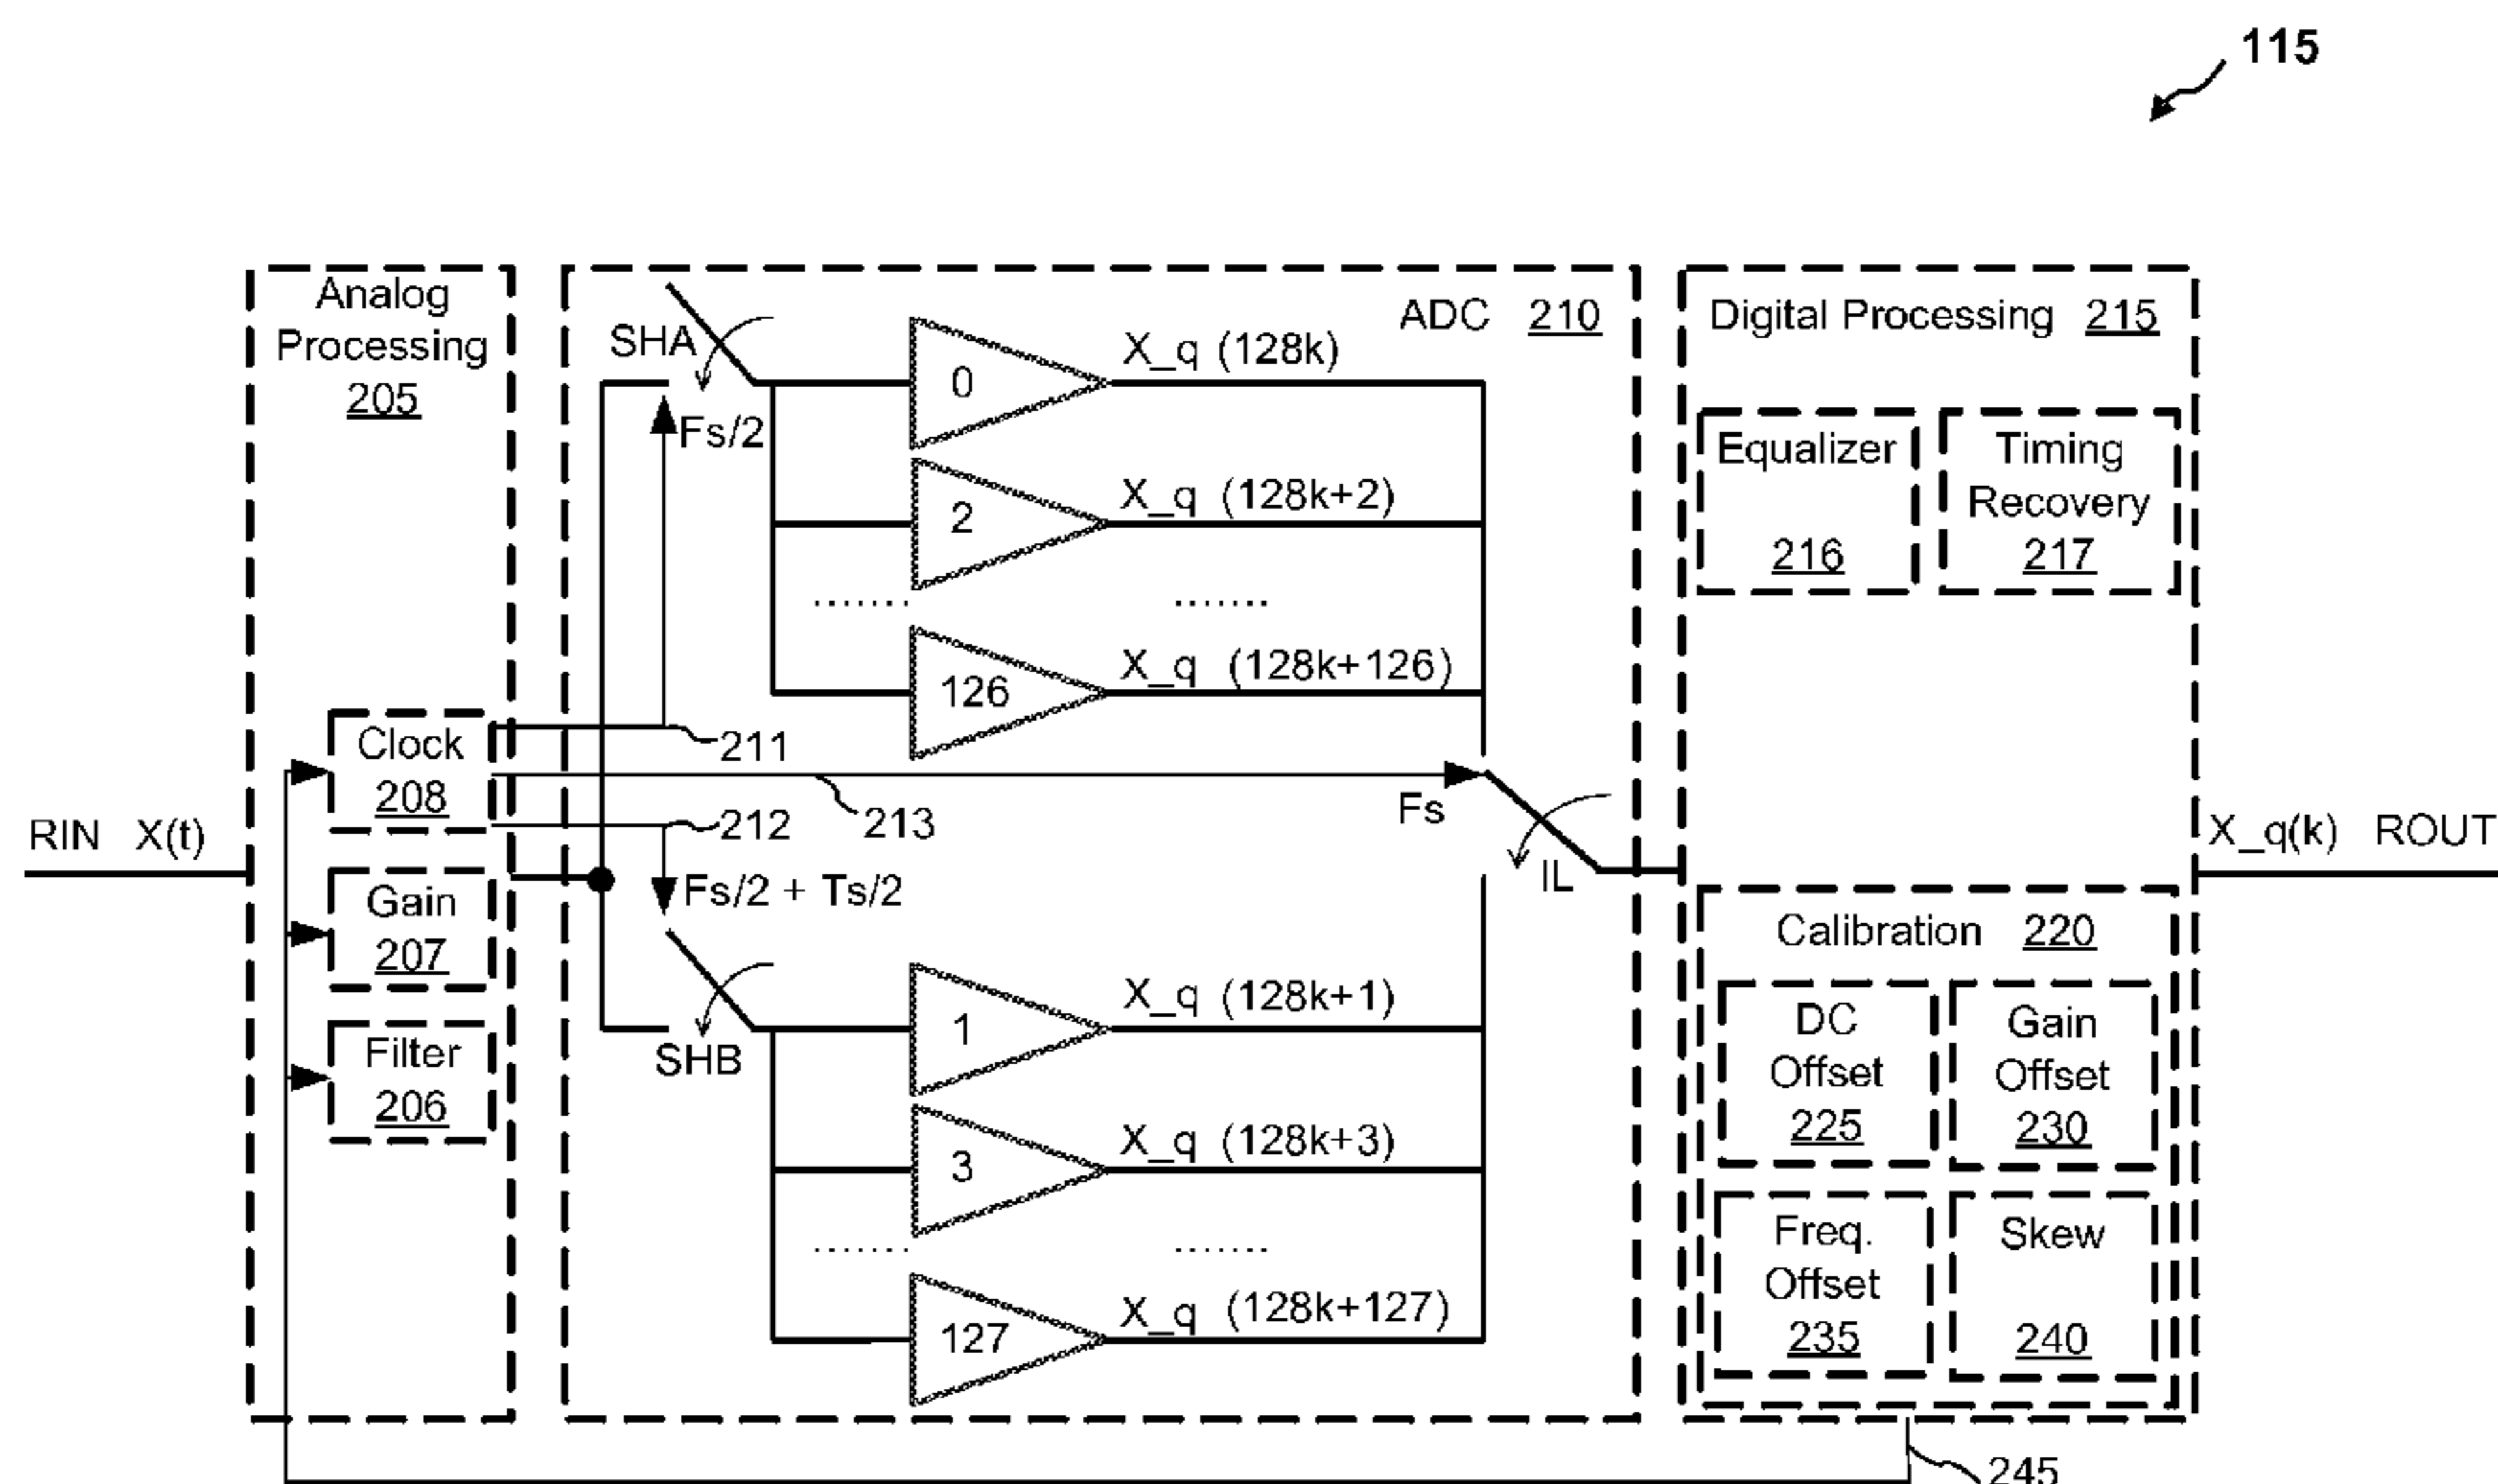 115
Analog
Processing
205
Clock
208
Gain
207
Filter
206
RIN X(t)
ADC 210
SHA
Fs/2
0
X_q (128k)
2
X_q (128k+2)
.......
.......
126
X_q (128k+126)
211
213
212
Fs
IL
Fs/2 + Ts/2
SHB
1
X_q (128k+1)
3
X_q (128k+3)
.......
.......
127
X_q (128k+127)
Digital Processing 215
Equalizer
216
Timing
Recovery
217
Calibration 220
DC
Offset
225
Gain
Offset
230
Freq.
Offset
235
Skew
240
X_q(k) ROUT
245